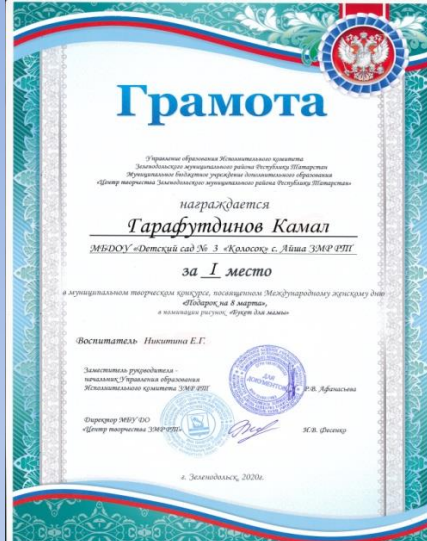 Грамота
Управление образования Исполнительного комитета
Зеленодольского муниципального района Республики Татарстан
Муниципальное бюджетное учреждение дополнительного образования
«Центр творчества Зеленодольского муниципального района Республики Татарстан»
награждается
Гарафутдинов Камал
МБДОУ «Детский сад № 3 «Колосок» с. Айша ЗМР РТ
за I место
в муниципальном творческом конкурсе, посвященном Международному женскому дню
«Подарок на 8 марта»,
в номинации рисунок «Букет для мамы»
Воспитатель Никитина Е.Г.
Заместитель руководителя -
начальник Управления образования
Исполнительного комитета ЗМР РТ
Р.В. Афанасьева
ДЛЯ
ДОКУМЕНТОВ
Директор МБУ ДО
«Центр творчества ЗМР РТ»
И.В. Фесенко
г. Зеленодольск, 2020г.